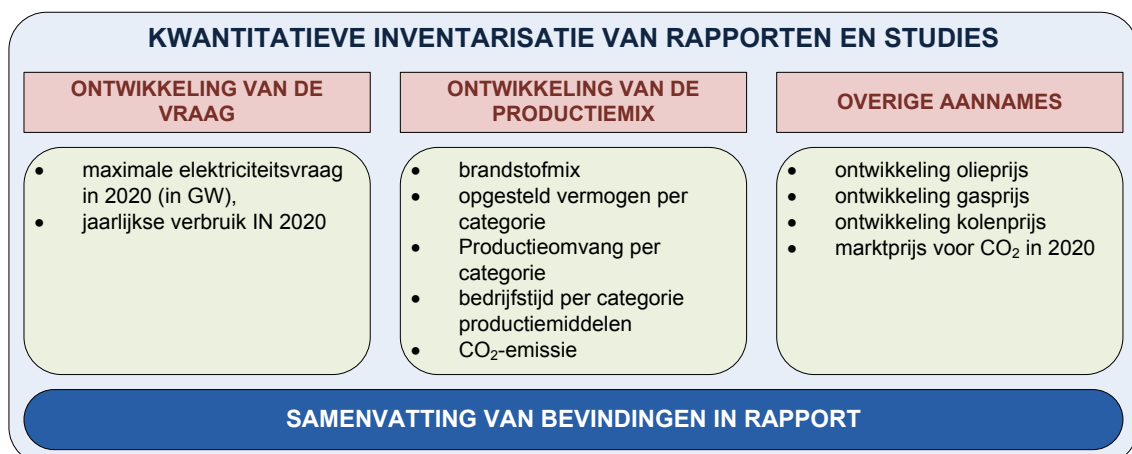 KWANTITATIEVE INVENTARISATIE VAN RAPPORTEN EN STUDIES
ONTWIKKELING VAN DE
VRAAG
• maximale elektriciteitsvraag
in 2020 (in GW),
• jaarlijkse verbruik IN 2020
ONTWIKKELING VAN DE
PRODUCTIEMIX
• brandstofmix
• opgesteld vermogen per
categorie
• Productieomvang per
categorie
• bedrijfstijd per categorie
productiemiddelen
• CO₂-emissie
OVERIGE AANNAMES
• ontwikkeling olieprijs
• ontwikkeling gasprijs
• ontwikkeling kolenprijs
• marktprijs voor CO₂ in 2020
SAMENVATTING VAN BEVINDINGEN IN RAPPORT